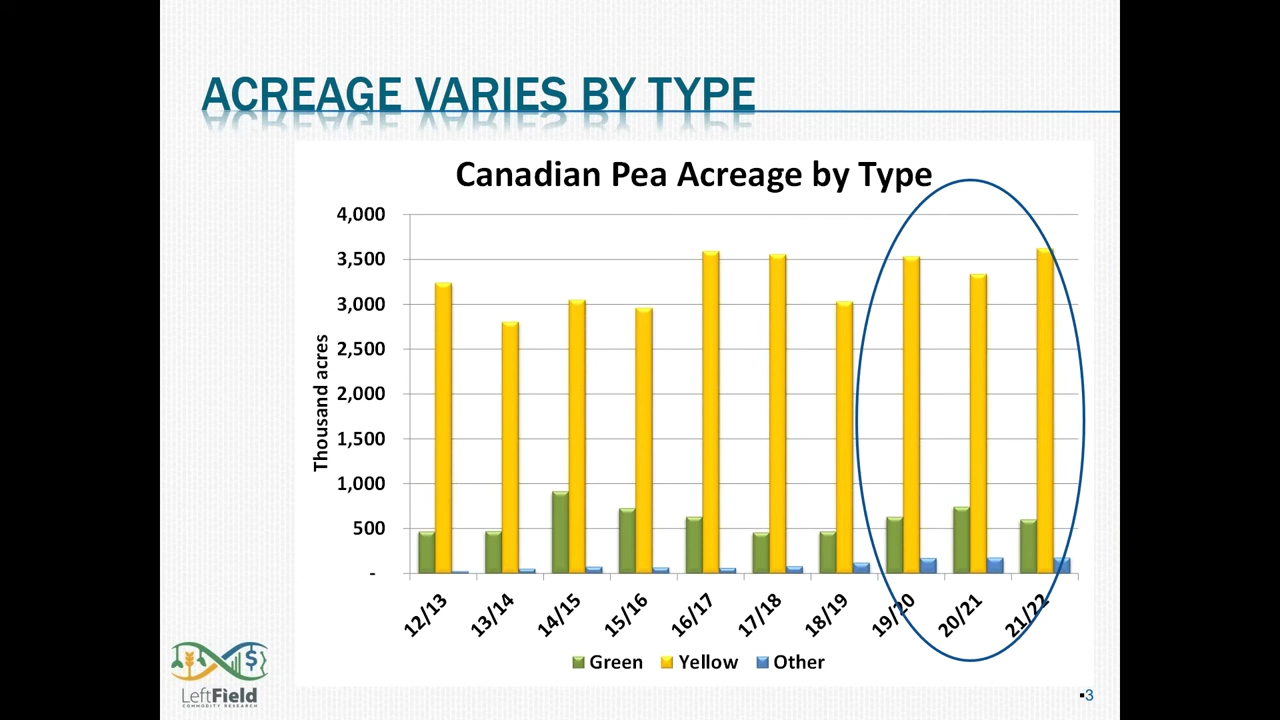 ACREAGE VARIES BY TYPE
Canadian Pea Acreage by Type
4,000
3,500
3,000
2,500
2,000
1,500
1,000
500
-
Thousand acres
12/13 13/14 14/15 15/16 16/17 17/18 18/19 19/20 20/21 21/22
Green Yellow Other
LeftField
COMMODITY RESEARCH
3